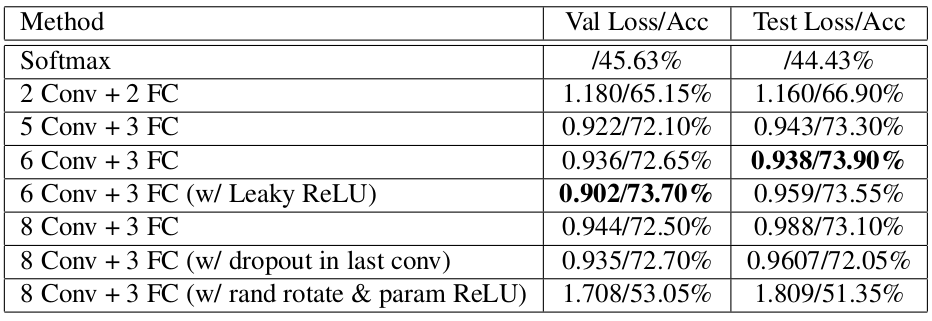 Method Val Loss/Acc Test Loss/Acc
Softmax /45.63% /44.43%
2 Conv + 2 FC 1.180/65.15% 1.160/66.90%
5 Conv + 3 FC 0.922/72.10% 0.943/73.30%
6 Conv + 3 FC 0.936/72.65% 0.938/73.90%
6 Conv + 3 FC (w/ Leaky ReLU) 0.902/73.70% 0.959/73.55%
8 Conv + 3 FC 0.944/72.50% 0.988/73.10%
8 Conv + 3 FC (w/ dropout in last conv) 0.935/72.70% 0.9607/72.05%
8 Conv + 3 FC (w/ rand rotate & param ReLU) 1.708/53.05% 1.809/51.35%